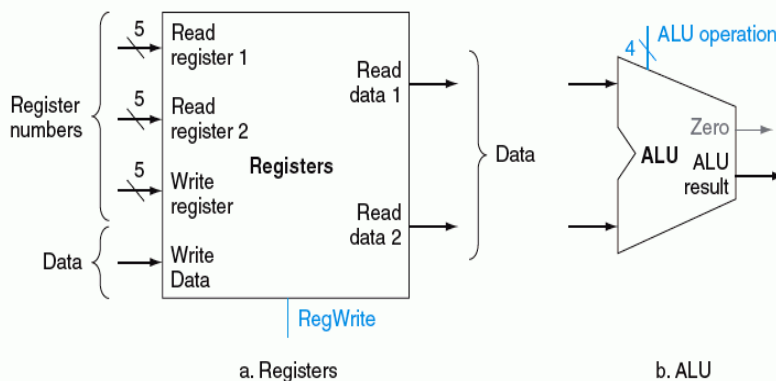 5
Read
register 1
5
Read
register 2
5
Write
register
Write
Data
Register
numbers
Data
Registers
Read
data 1
Read
data 2
Data
RegWrite
a. Registers
4
ALU operation
Zero
ALU
ALU
result
b. ALU